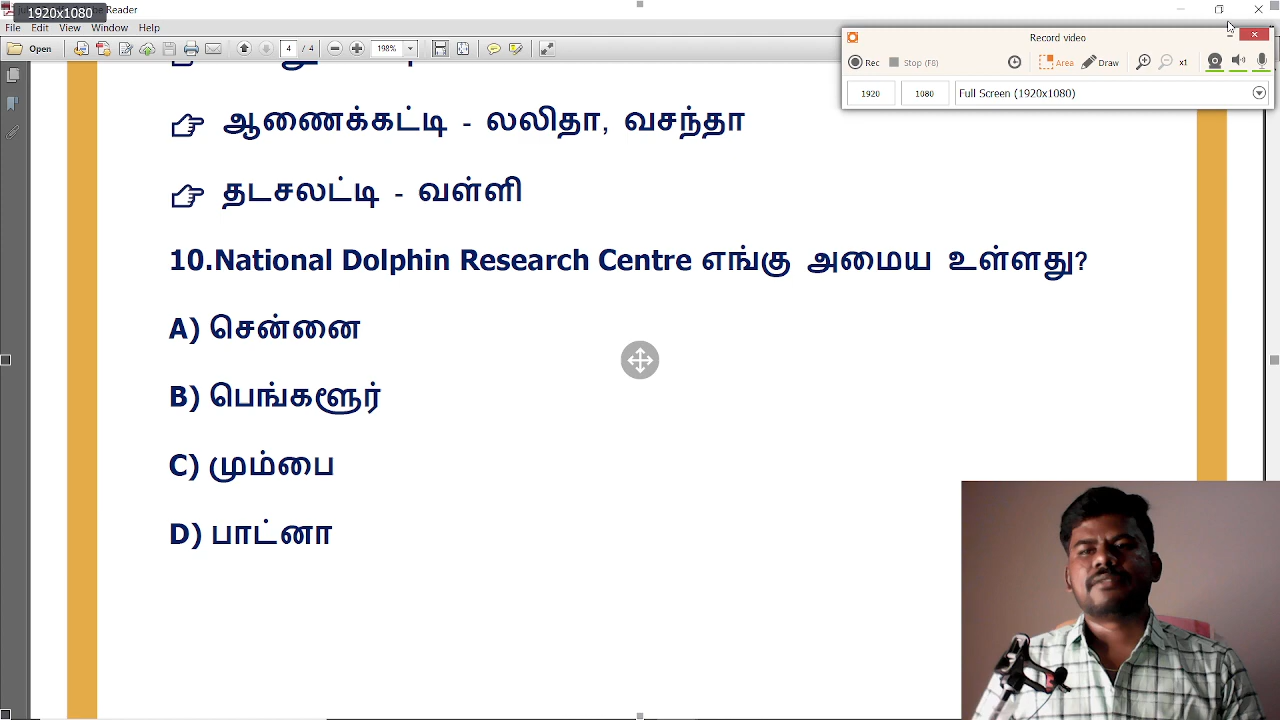 1920x1080
be Reader
File Edit View Window Help
Open 4 / 4 198%
Record video
Rec Stop (F8) Area Draw x1
1920 1080 Full Screen (1920x1080)
ஆணைக்கட்டி - லலிதா, வசந்தா
தடசலட்டி - வள்ளி
10.National Dolphin Research Centre எங்கு அமைய உள்ளது?
A) சென்னை
B) பெங்களூர்
C) மும்பை
D) பாட்னா